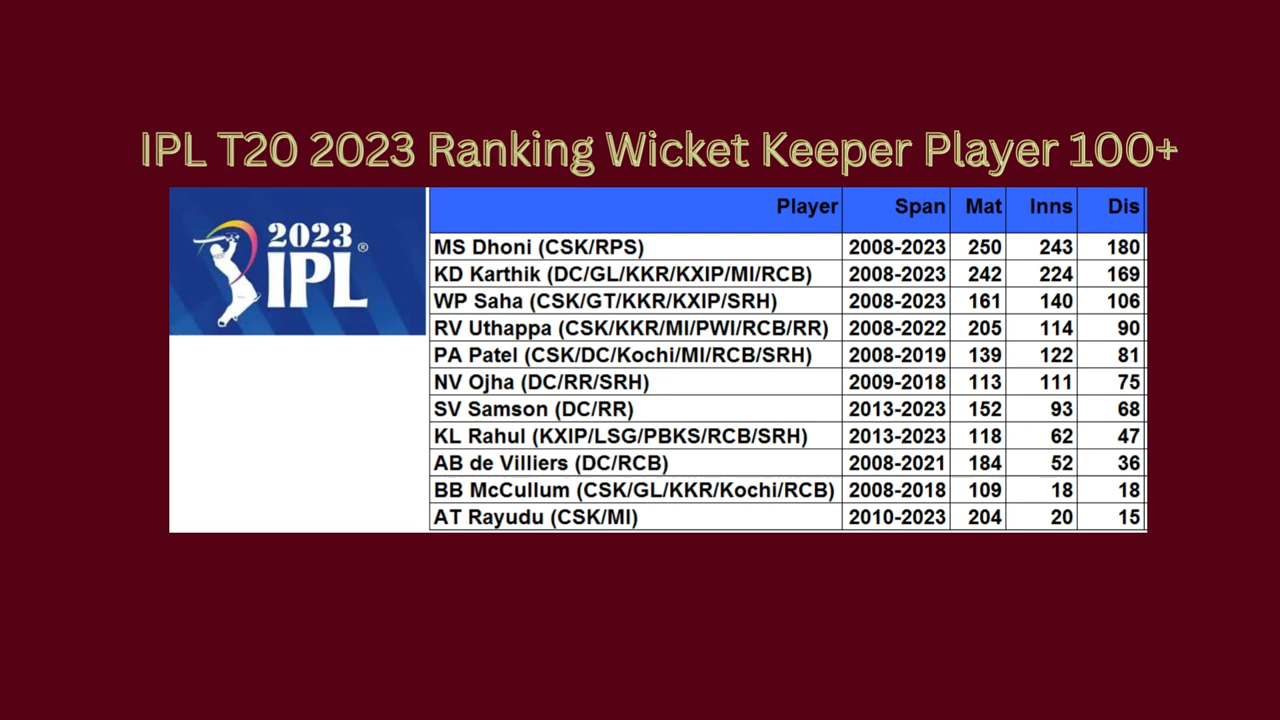 IPL T20 2023 Ranking Wicket Keeper Player 100+
2023
IPL®
Player Span Mat Inns Dis
MS Dhoni (CSK/RPS) 2008-2023 250 243 180
KD Karthik (DC/GL/KKR/KXIP/MI/RCB) 2008-2023 242 224 169
WP Saha (CSK/GT/KKR/KXIP/SRH) 2008-2023 161 140 106
RV Uthappa (CSK/KKR/MI/PWI/RCB/RR) 2008-2022 205 114 90
PA Patel (CSK/DC/Kochi/MI/RCB/SRH) 2008-2019 139 122 81
NV Ojha (DC/RR/SRH) 2009-2018 113 111 75
SV Samson (DC/RR) 2013-2023 152 93 68
KL Rahul (KXIP/LSG/PBKS/RCB/SRH) 2013-2023 118 62 47
AB de Villiers (DC/RCB) 2008-2021 184 52 36
BB McCullum (CSK/GL/KKR/Kochi/RCB) 2008-2018 109 18 18
AT Rayudu (CSK/MI) 2010-2023 204 20 15